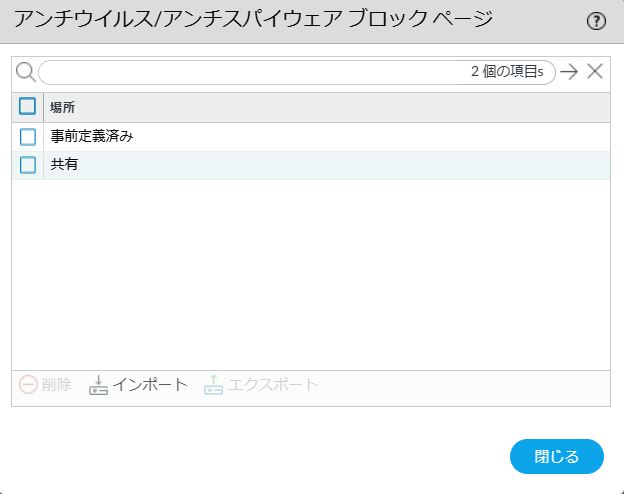 アンチウイルス/アンチスパイウェア ブロック ページ
2 個の項目s
場所
事前定義済み
共有
削除 インポート エクスポート
閉じる